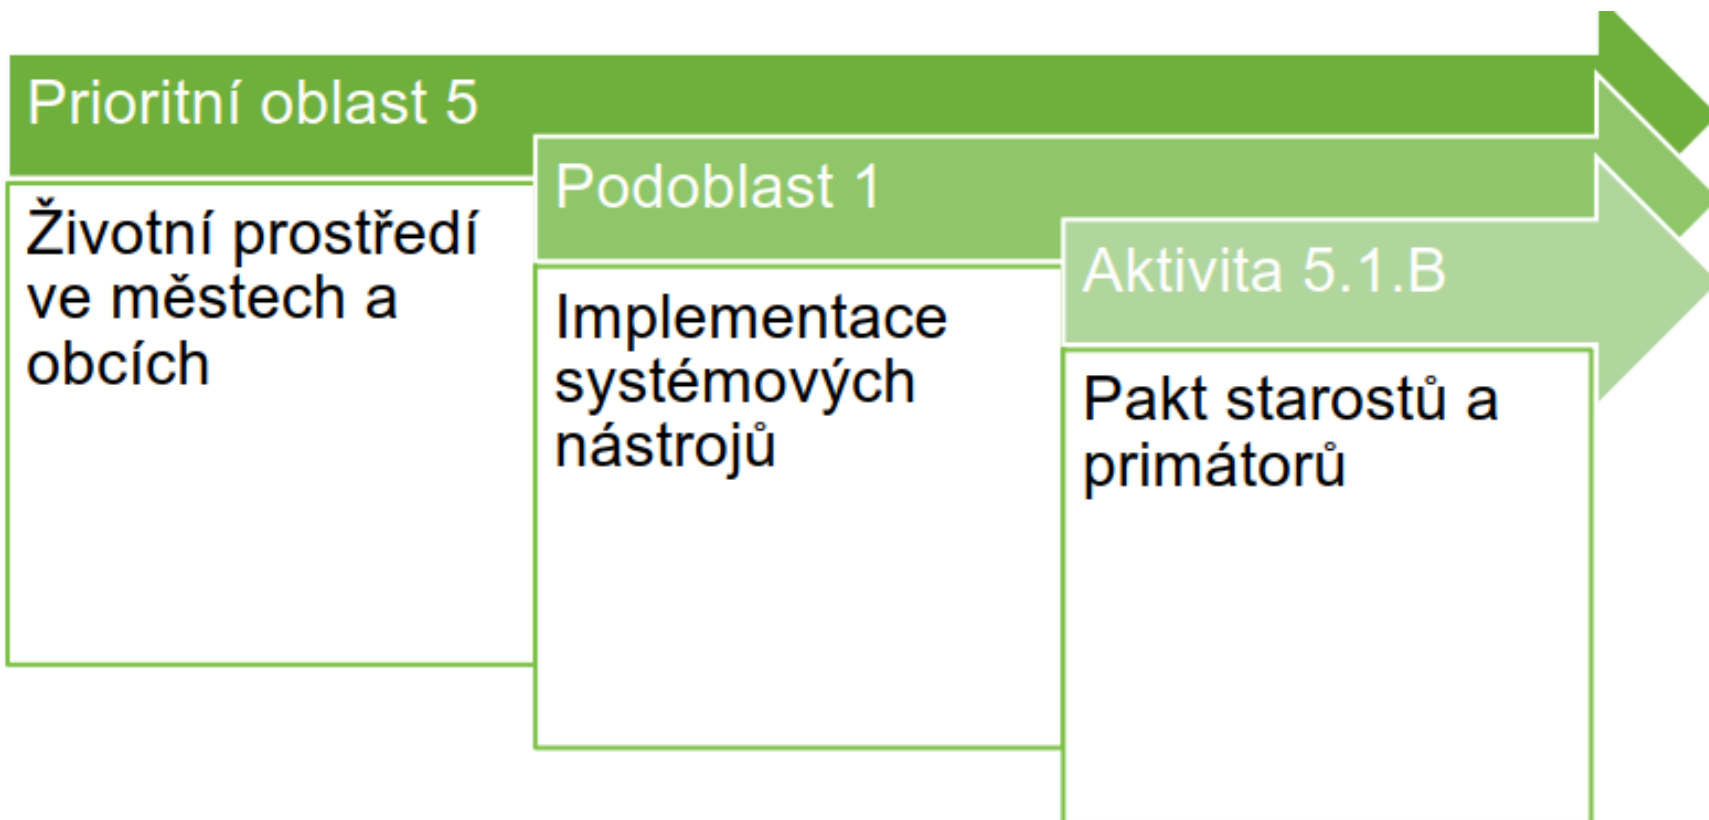 Prioritní oblast 5
Životní prostředí
ve městech a
obcích
Podoblast 1
Implementace
systémových
nástrojů
Aktivita 5.1.B
Pakt starostů a
primátorů